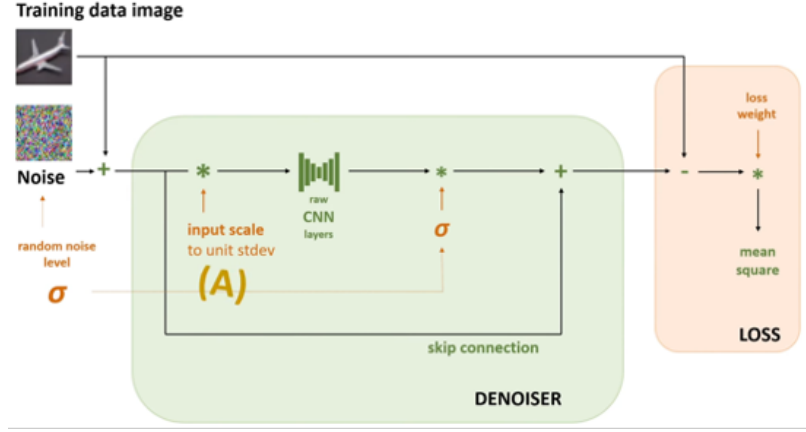 Training data image
Noise
+
*
*
+
-
*
loss
weight
raw
CNN
layers
input scale
to unit stdev
σ
random noise
level
(A)
σ
mean
square
skip connection
LOSS
DENOISER